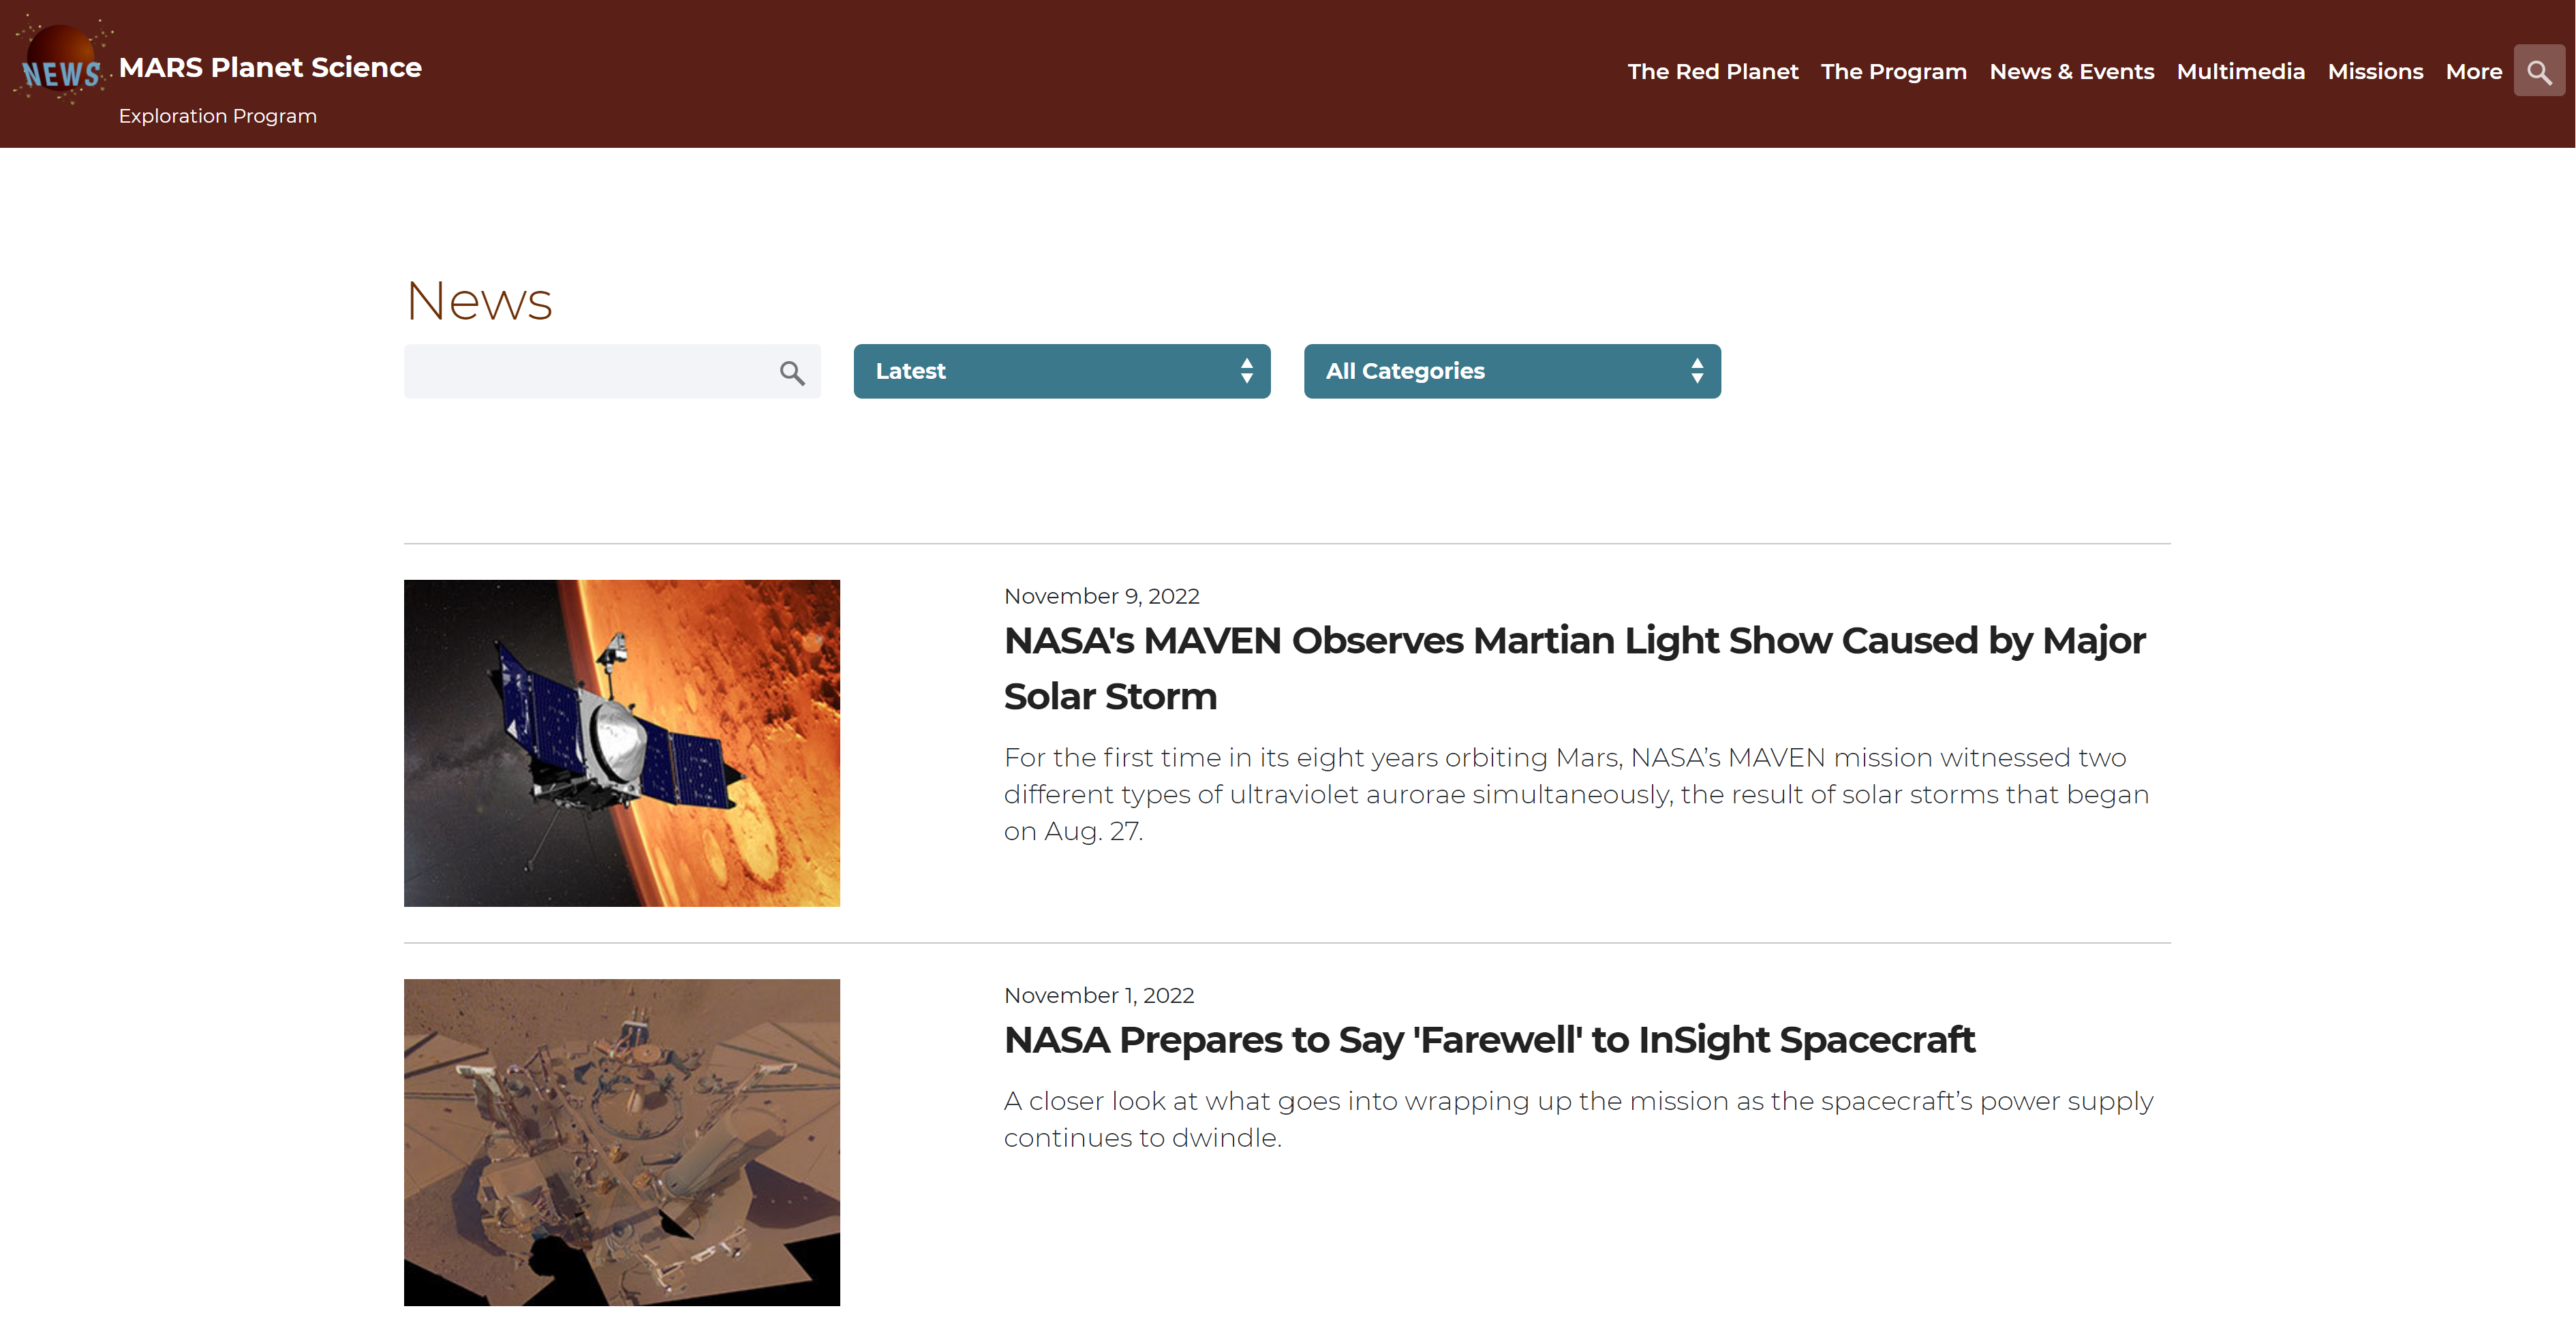 NEWS
MARS Planet Science
Exploration Program
The Red Planet The Program News & Events Multimedia Missions More
News
Latest
All Categories
November 9, 2022
NASA's MAVEN Observes Martian Light Show Caused by Major
Solar Storm
For the first time in its eight years orbiting Mars, NASA’s MAVEN mission witnessed two
different types of ultraviolet aurorae simultaneously, the result of solar storms that began
on Aug. 27.
November 1, 2022
NASA Prepares to Say 'Farewell' to InSight Spacecraft
A closer look at what goes into wrapping up the mission as the spacecraft’s power supply
continues to dwindle.